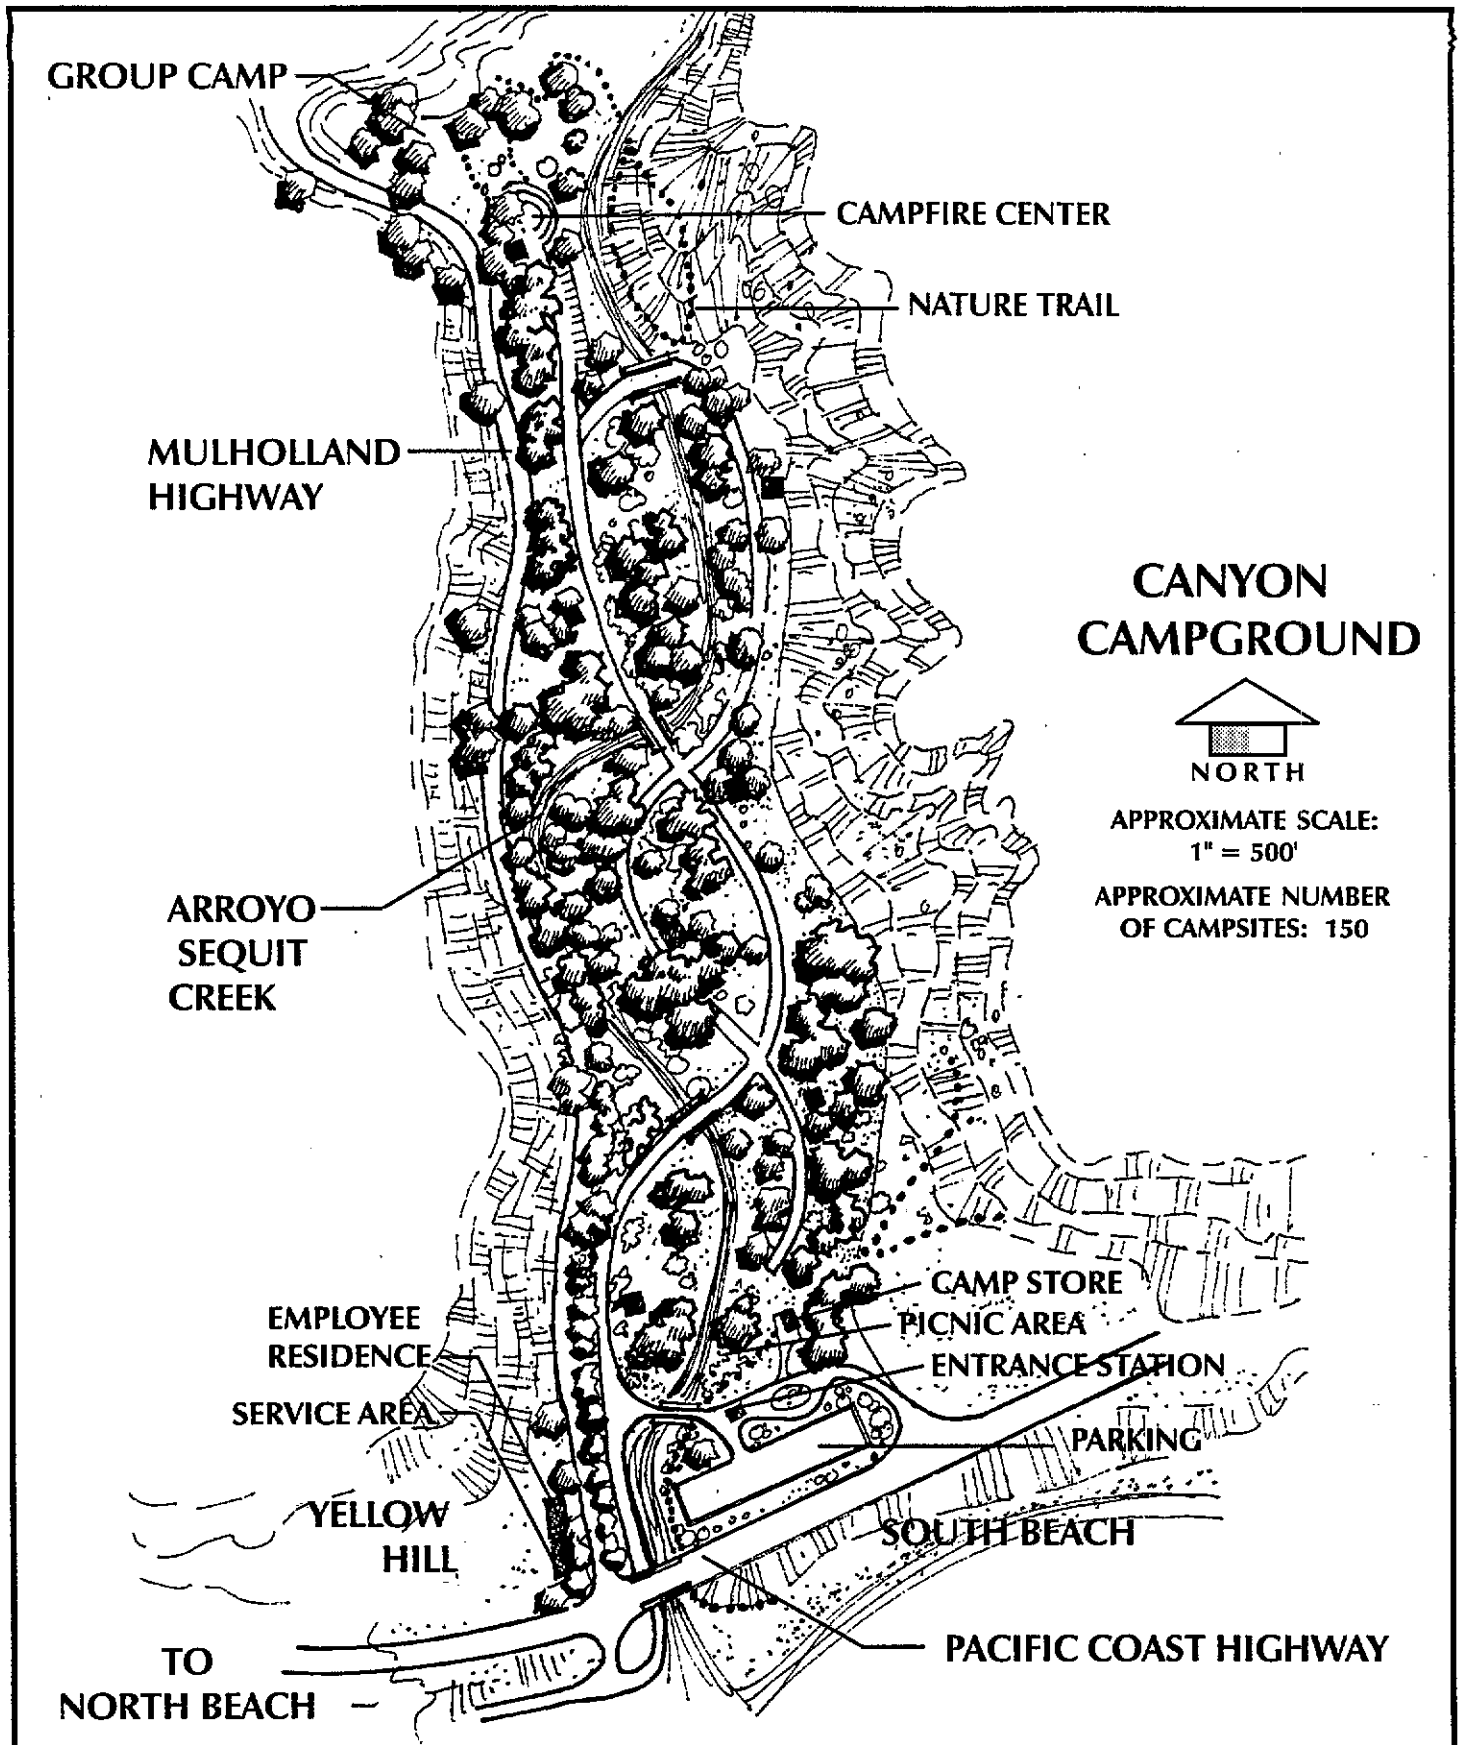 GROUP CAMP
CAMPFIRE CENTER
NATURE TRAIL
MULHOLLAND
HIGHWAY
CANYON
CAMPGROUND
NORTH
APPROXIMATE SCALE:
1" = 500'
APPROXIMATE NUMBER
OF CAMPSITES: 150
ARROYO
SEQUIT
CREEK
CAMP STORE
PICNIC AREA
ENTRANCE STATION
EMPLOYEE
RESIDENCE
SERVICE AREA
PARKING
YELLOW
HILL
SOUTH BEACH
PACIFIC COAST HIGHWAY
TO
NORTH BEACH